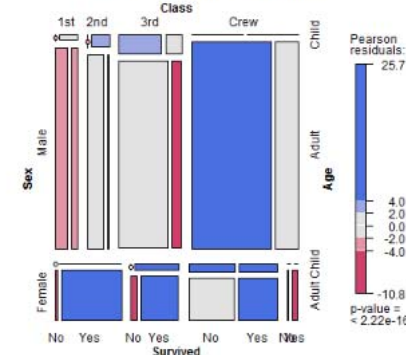 Class
1st 2nd 3rd Crew
Child
Pearson
residuals:
25.7
Sex
Male
Adult
Age
4.0
2.0
0.0
-2.0
-4.0
Female
Adult Child
-10.8
p-value =
< 2.22e-16
No Yes No Yes No Yes No Yes
Survived